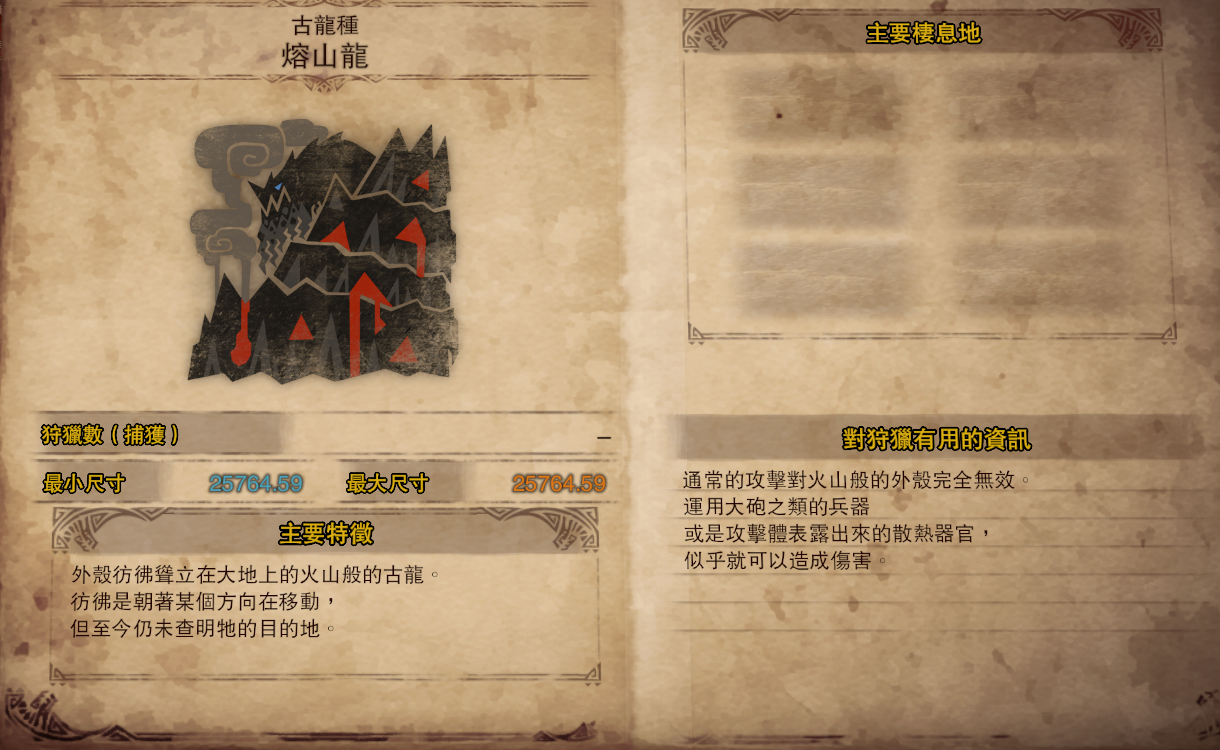 古龍種
熔山龍
狩獵數（捕獲） –
最小尺寸 25764.59 最大尺寸 25764.59
主要特徵
外殼彷彿聳立在大地上的火山般的古龍。
彷彿是朝著某個方向在移動，
但至今仍未查明牠的目的地。
主要棲息地
對狩獵有用的資訊
通常的攻擊對火山般的外殼完全無效。
運用大砲之類的兵器
或是攻擊體表露出來的散熱器官，
似乎就可以造成傷害。